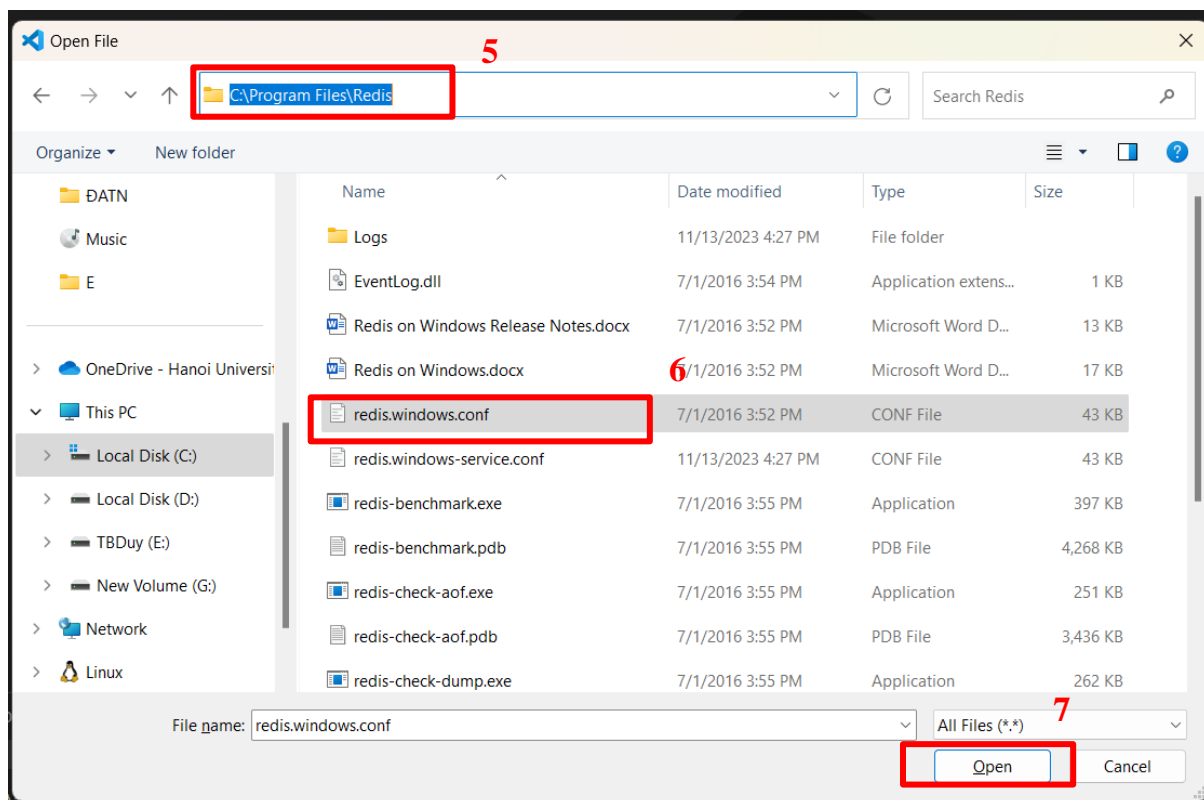 Open File
5
C:\Program Files\Redis
Search Redis
Organize
New folder
Name Date modified Type Size
ĐATN
Music
E
OneDrive - Hanoi Universit
This PC
Local Disk (C:)
Local Disk (D:)
TBDuy (E:)
New Volume (G:)
Network
Linux
Logs 11/13/2023 4:27 PM File folder
EventLog.dll 7/1/2016 3:54 PM Application extens... 1 KB
Redis on Windows Release Notes.docx 7/1/2016 3:52 PM Microsoft Word D... 13 KB
Redis on Windows.docx 7/1/2016 3:52 PM Microsoft Word D... 17 KB
6
redis.windows.conf 7/1/2016 3:52 PM CONF File 43 KB
redis.windows-service.conf 11/13/2023 4:27 PM CONF File 43 KB
redis-benchmark.exe 7/1/2016 3:55 PM Application 397 KB
redis-benchmark.pdb 7/1/2016 3:55 PM PDB File 4,268 KB
redis-check-aof.exe 7/1/2016 3:55 PM Application 251 KB
redis-check-aof.pdb 7/1/2016 3:55 PM PDB File 3,436 KB
redis-check-dump.exe 7/1/2016 3:55 PM Application 262 KB
File name: redis.windows.conf
All Files (*.*)
7
Open
Cancel